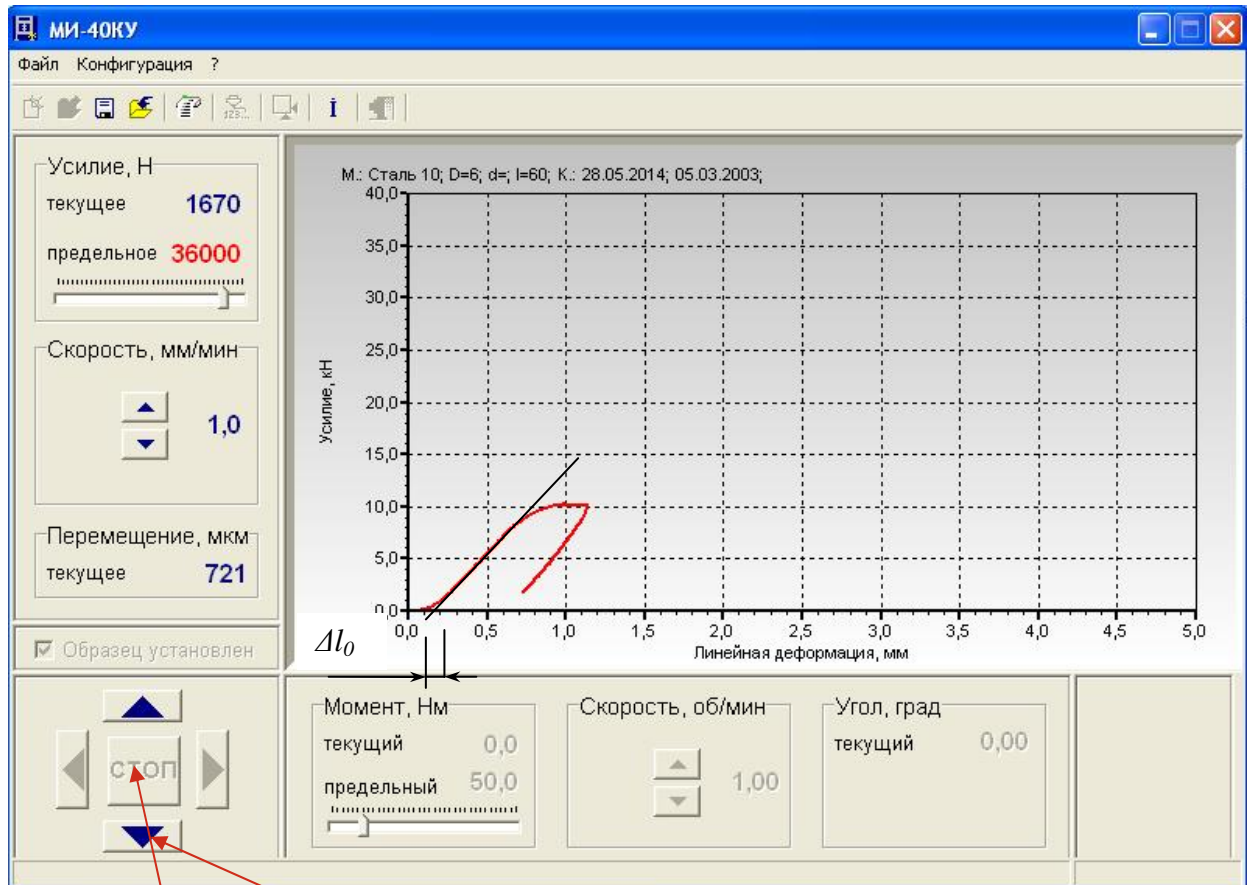 МИ-40КУ
Файл Конфигурация ?
123...
i
Усилие, Н
текущее 1670
предельное 36000
Скорость, мм/мин
1,0
Перемещение, мкм
текущее 721
Образец установлен
СТОП
М.: Сталь 10; D=6; d=; l=60; К.: 28.05.2014; 05.03.2003;
Усилие, кН
40,0
35,0
30,0
25,0
20,0
15,0
10,0
5,0
0,0
0,0 0,5 1,0 1,5 2,0 2,5 3,0 3,5 4,0 4,5 5,0
Линейная деформация, мм
Δl₀
Момент, Нм
текущий 0,0
предельный 50,0
Скорость, об/мин
1,00
Угол, град
текущий 0,00